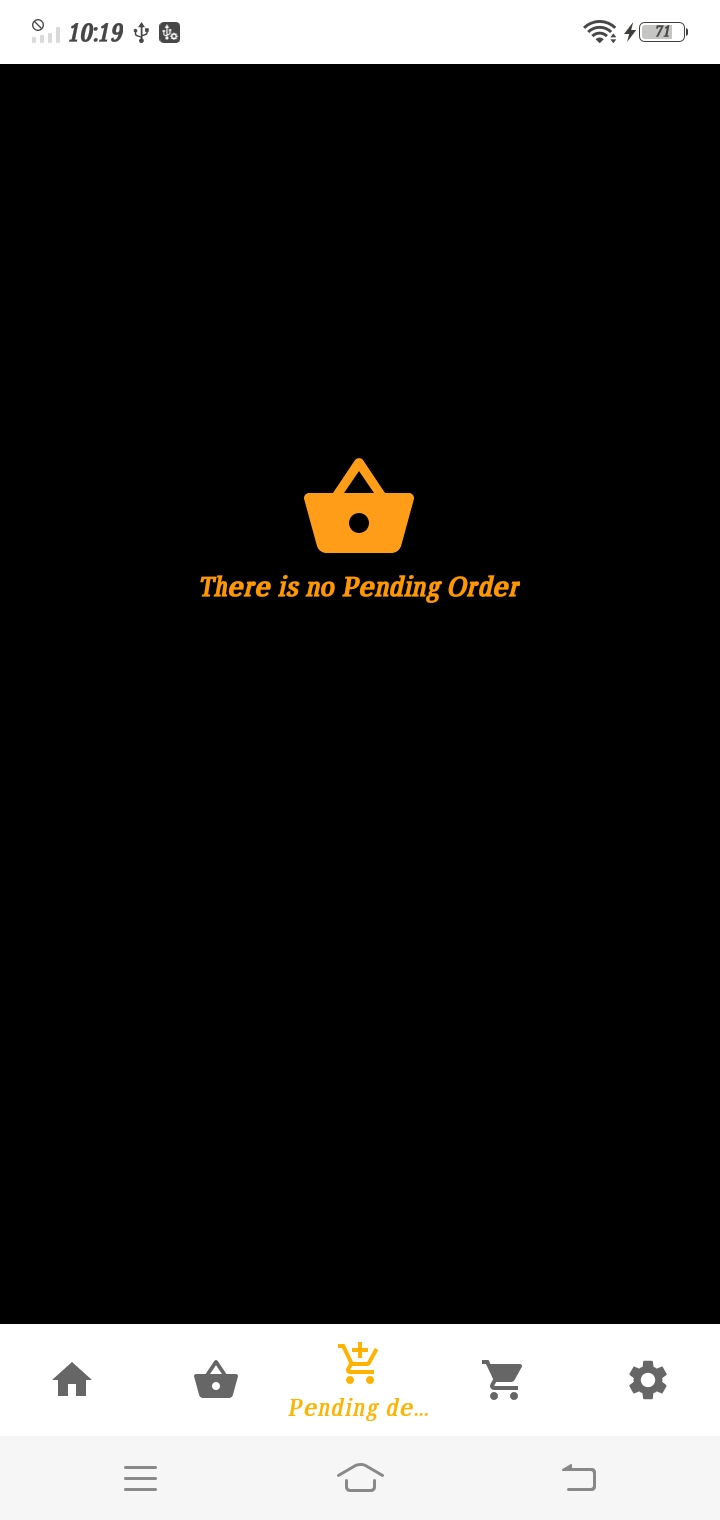 10:19
71
There is no Pending Order
Pending de...